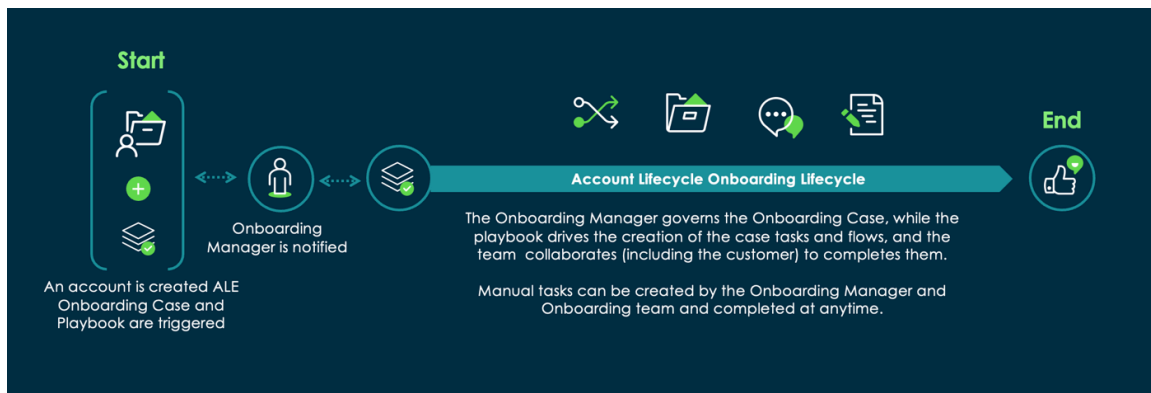 Start
An account is created ALE
Onboarding Case and
Playbook are triggered
Onboarding
Manager is notified
Account Lifecycle Onboarding Lifecycle
The Onboarding Manager governs the Onboarding Case, while the
playbook drives the creation of the case tasks and flows, and the
team collaborates (including the customer) to completes them.
Manual tasks can be created by the Onboarding Manager and
Onboarding team and completed at anytime.
End